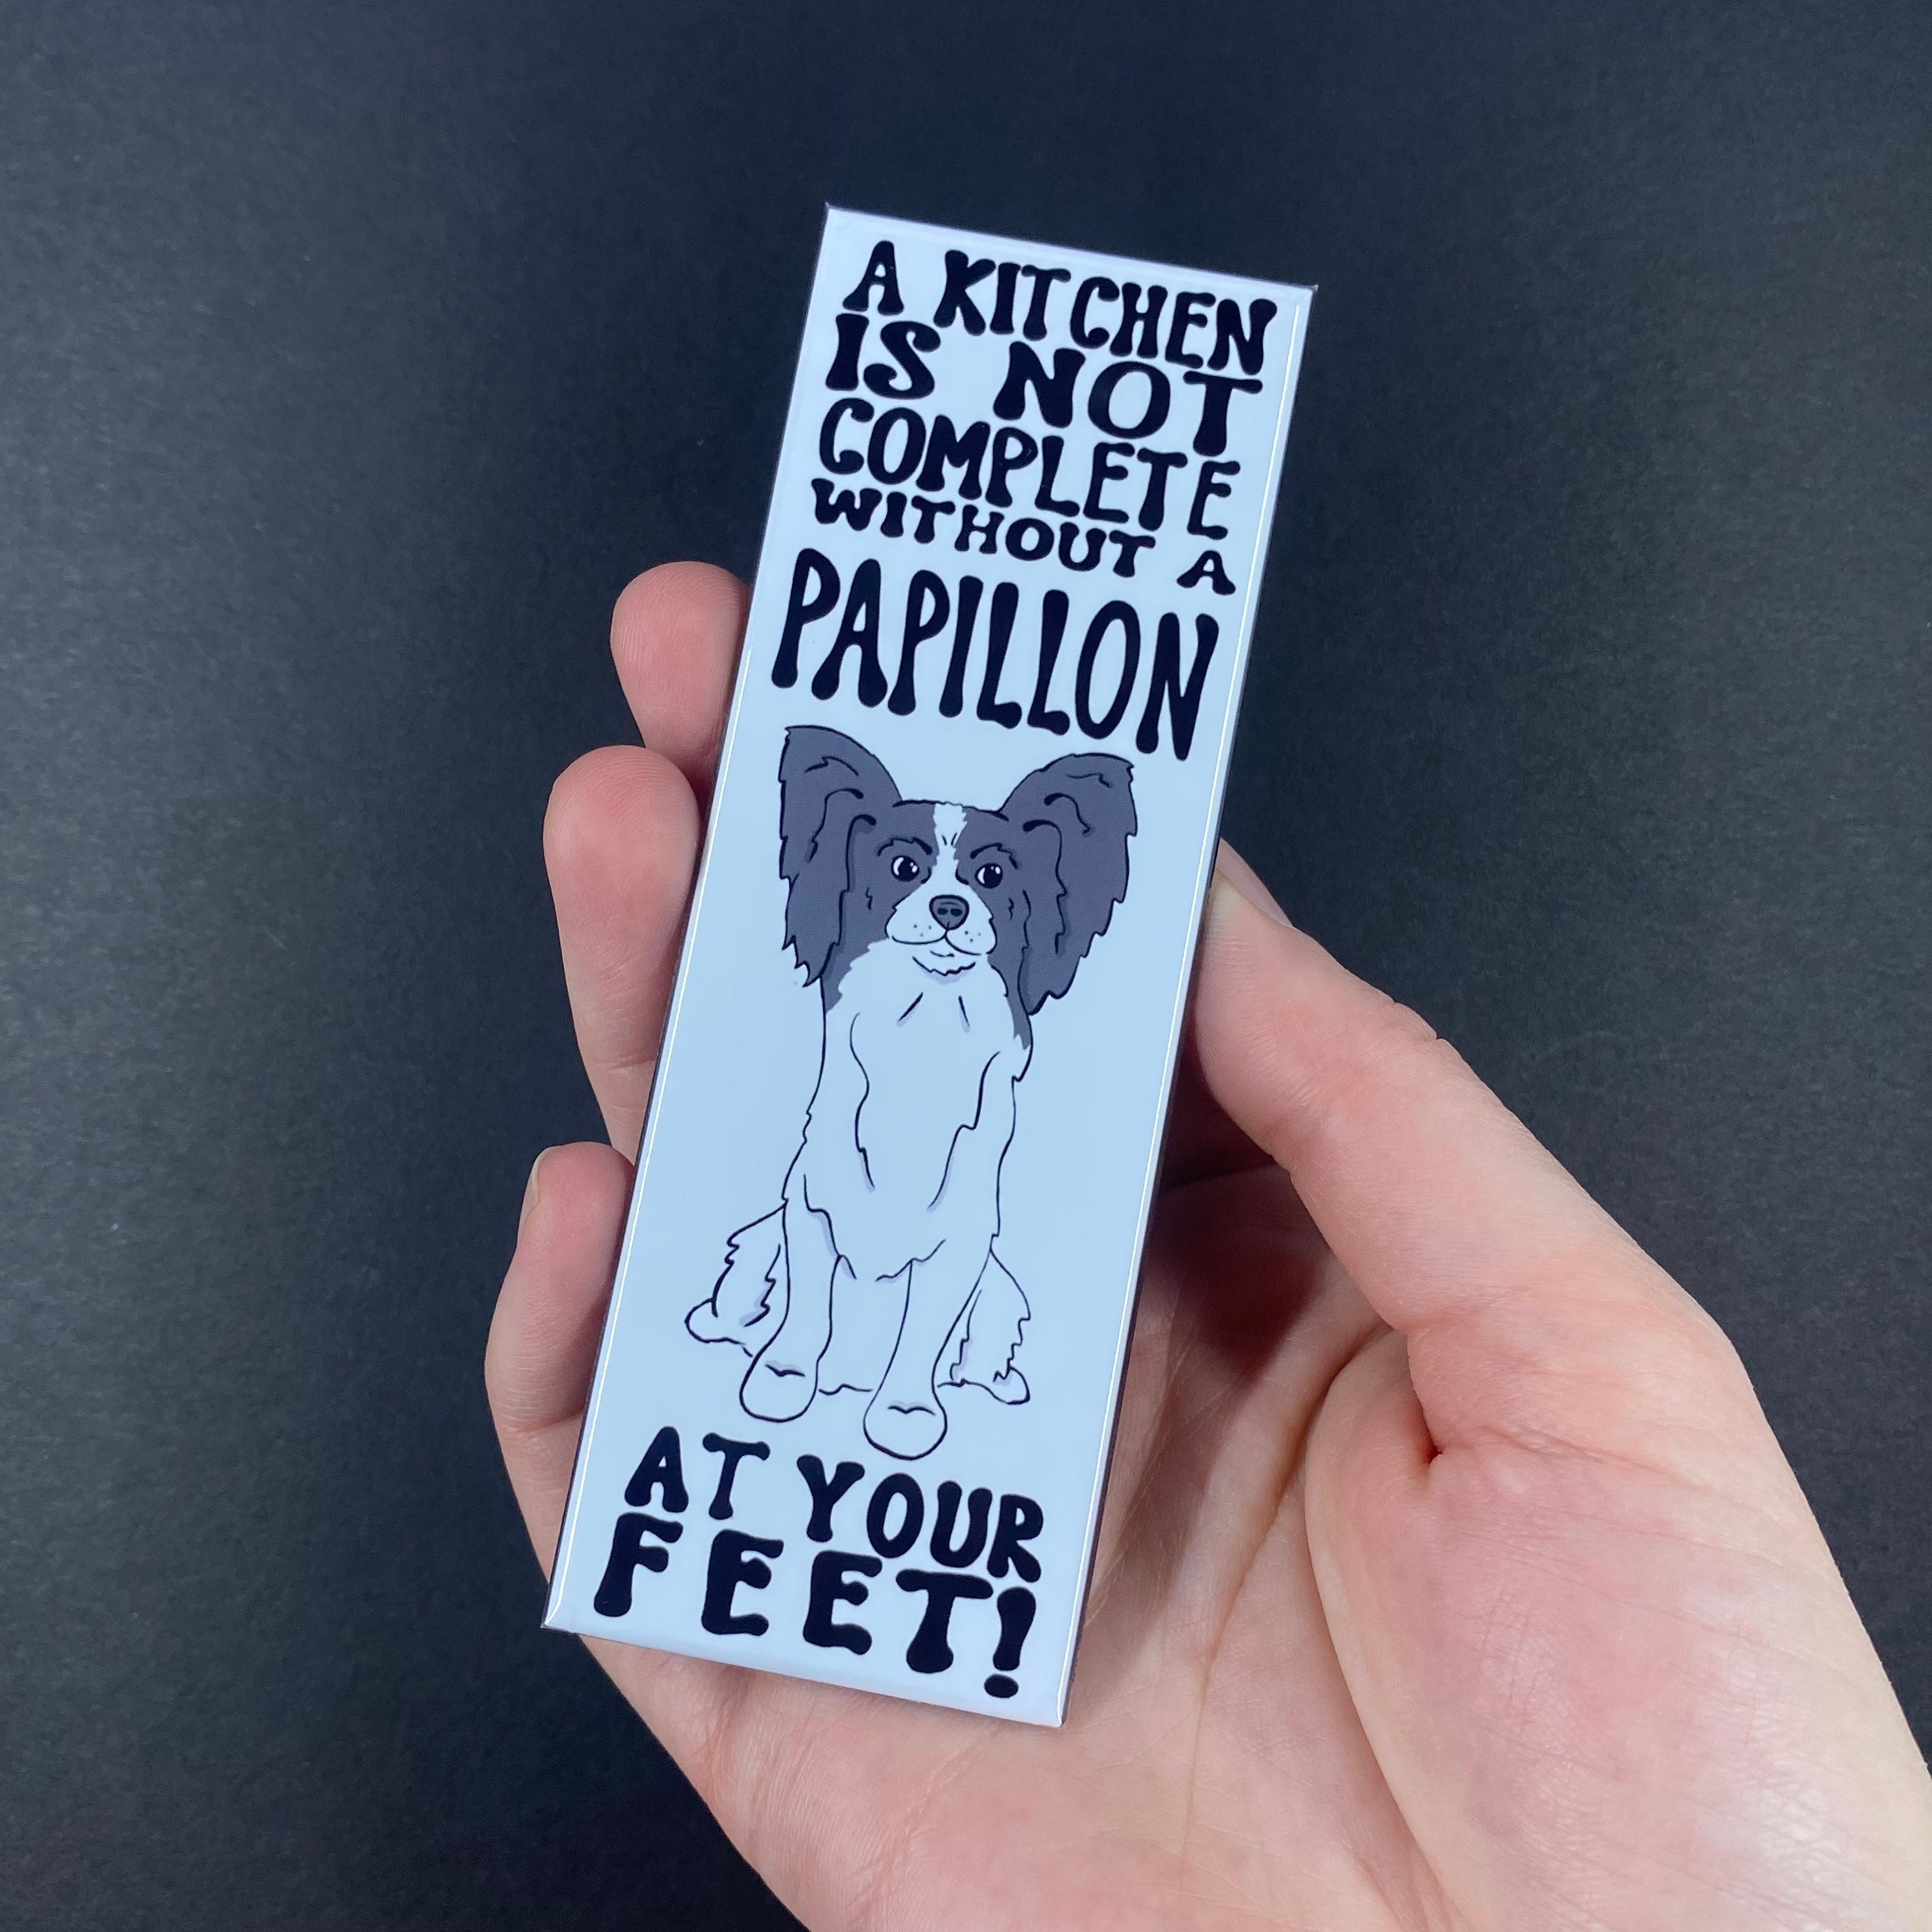 A KITCHEN
IS NOT
COMPLETE
WITHOUT A
PAPILLON
AT YOUR
FEET!